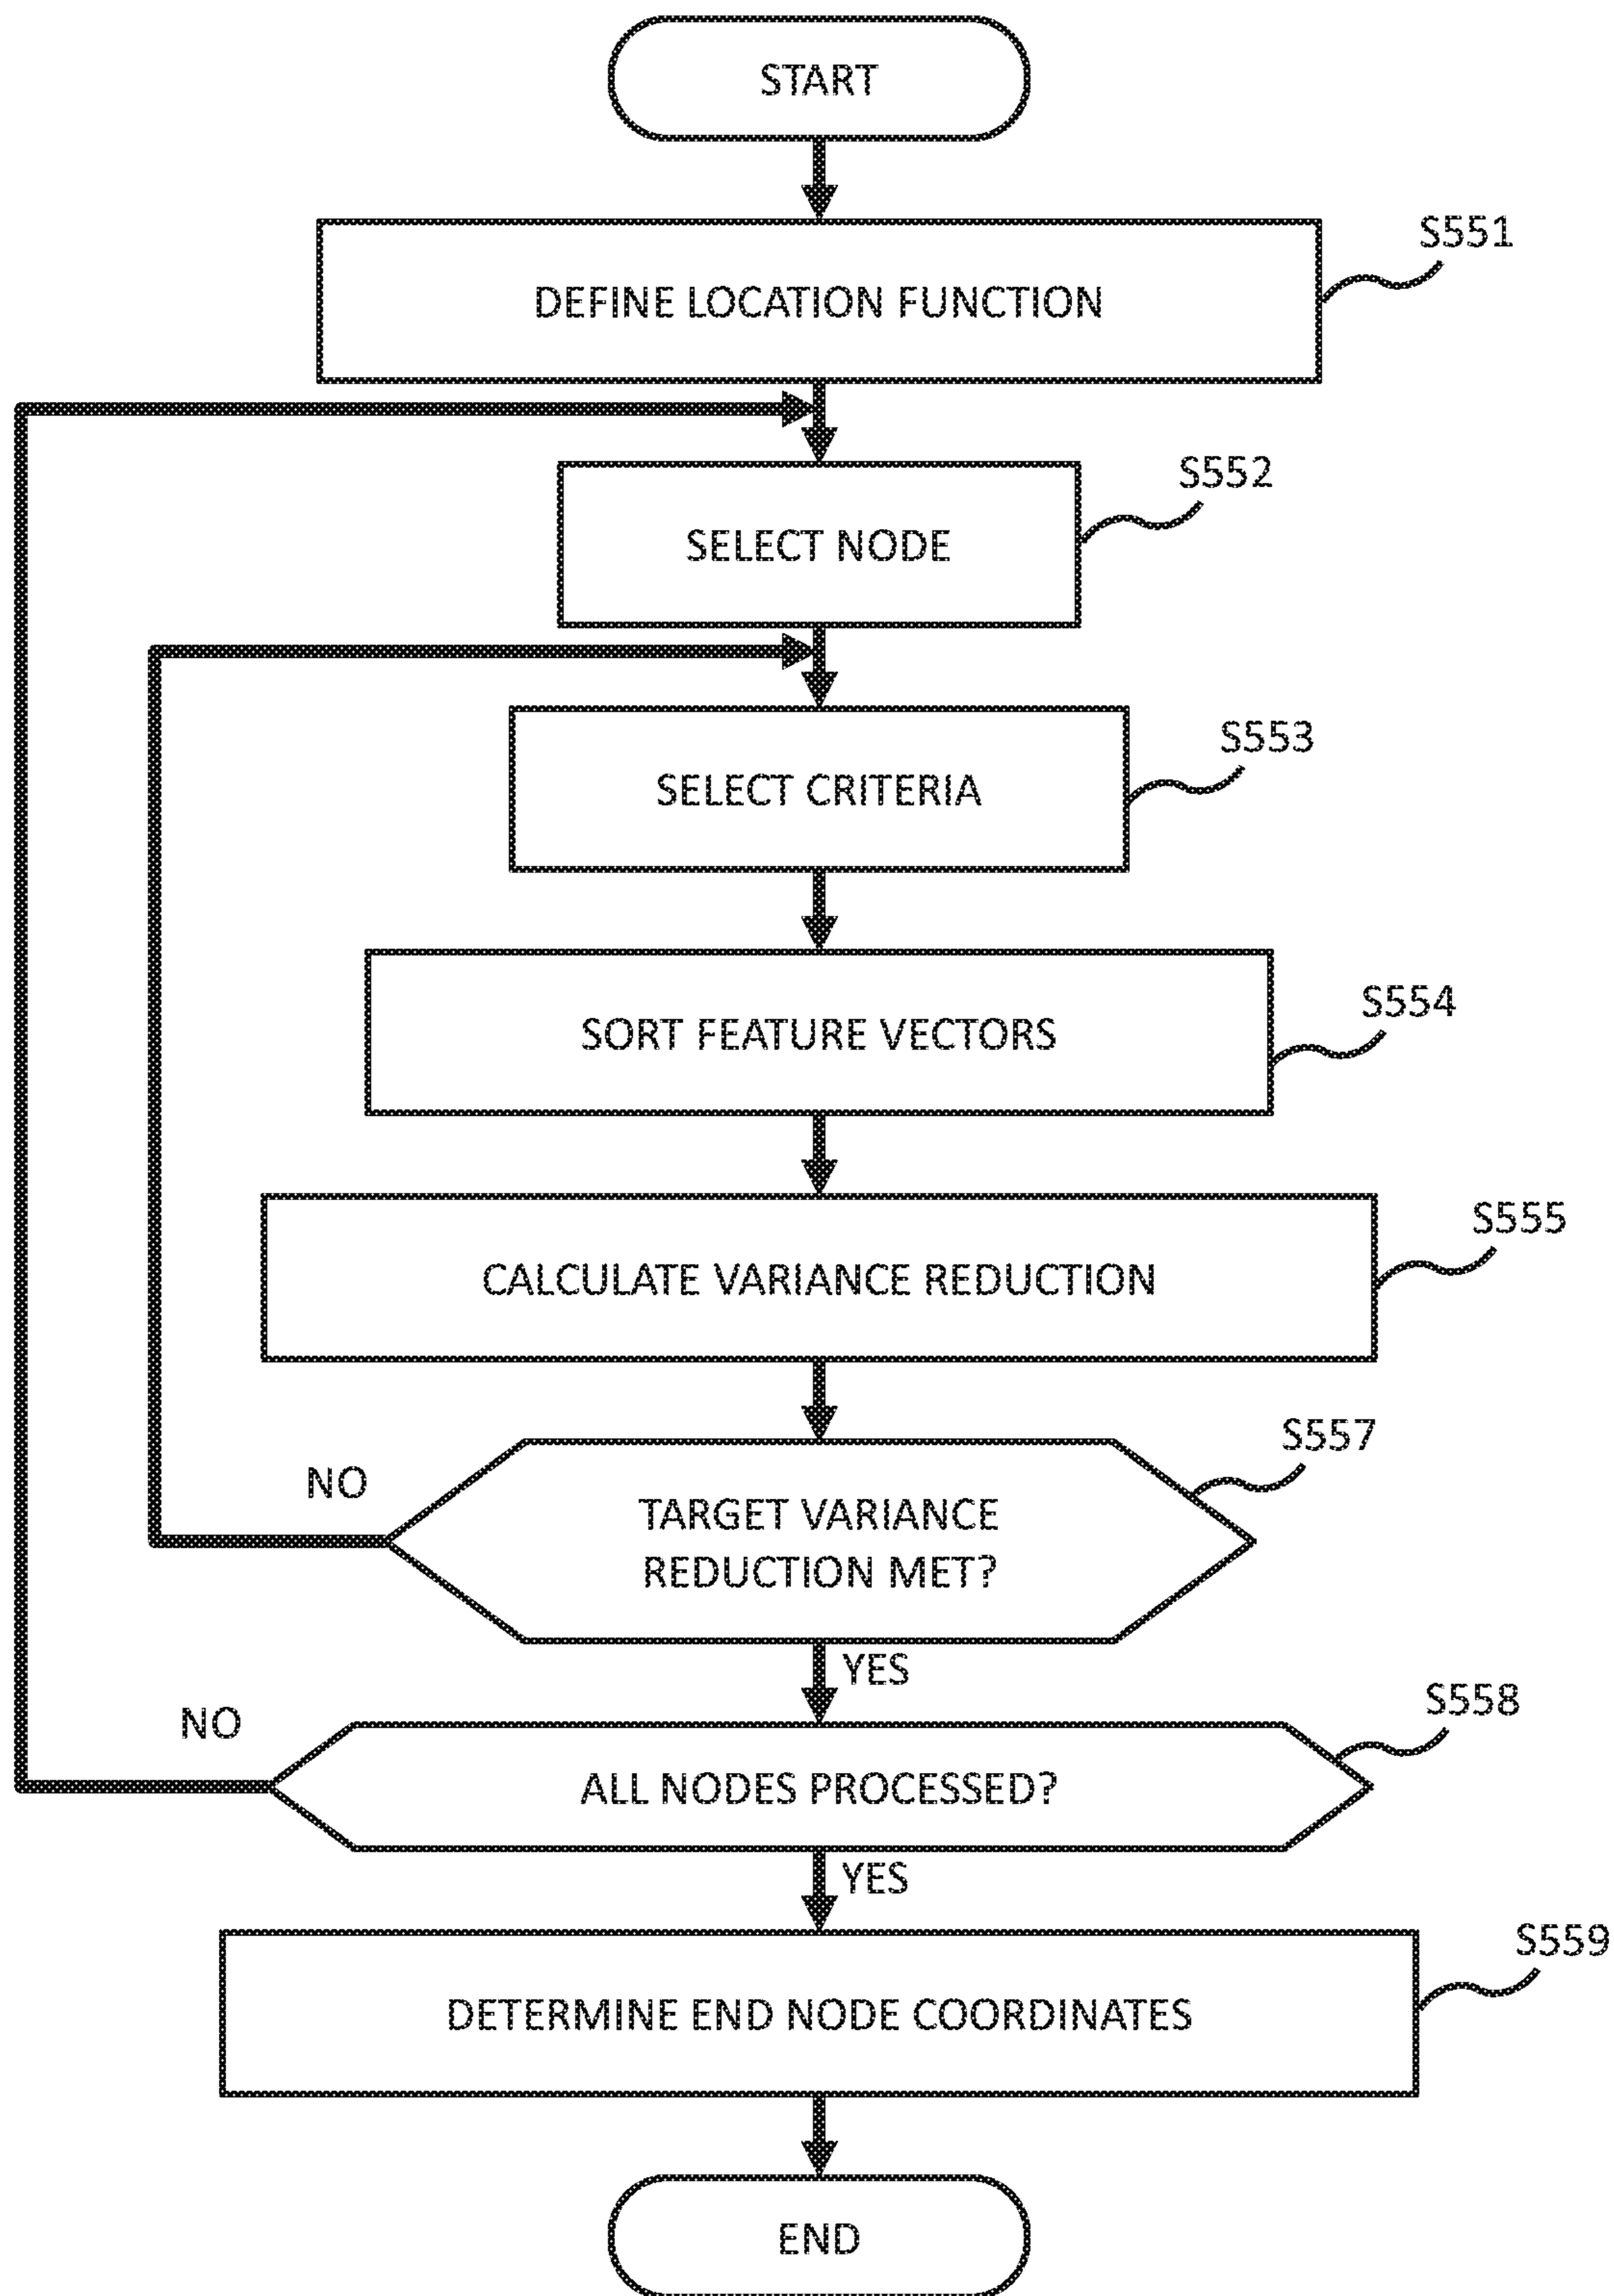 START
S551
DEFINE LOCATION FUNCTION
S552
SELECT NODE
S553
SELECT CRITERIA
S554
SORT FEATURE VECTORS
S555
CALCULATE VARIANCE REDUCTION
S557
NO
TARGET VARIANCE
REDUCTION MET?
YES
S558
NO
ALL NODES PROCESSED?
YES
S559
DETERMINE END NODE COORDINATES
END